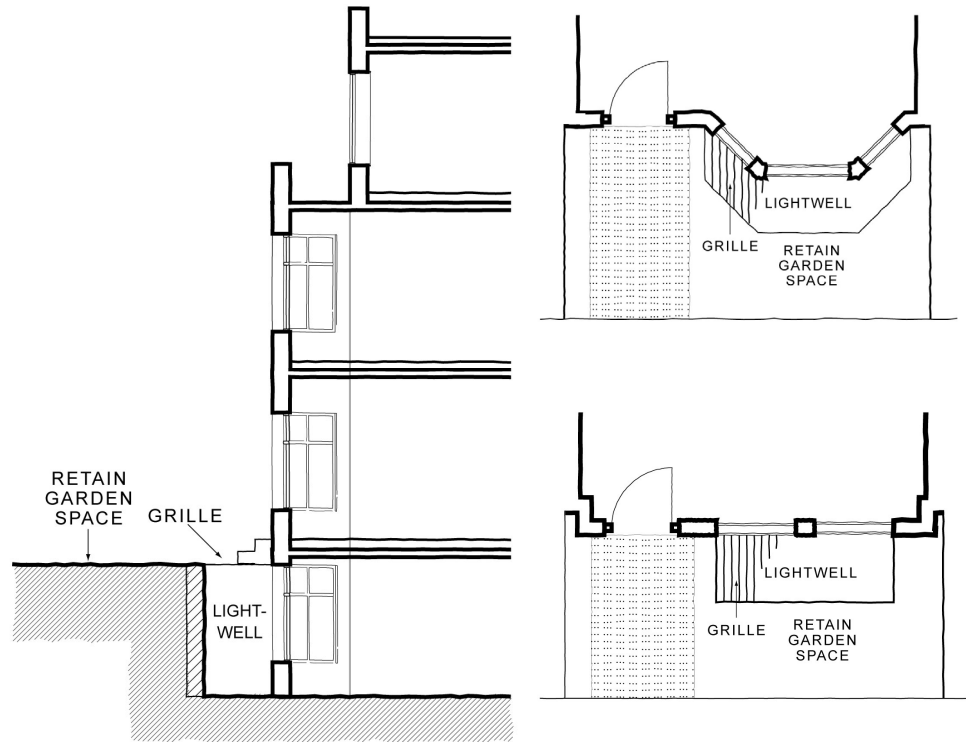 RETAIN
GARDEN
SPACE
GRILLE
LIGHT-
WELL
LIGHTWELL
GRILLE
RETAIN
GARDEN
SPACE
LIGHTWELL
GRILLE
RETAIN
GARDEN
SPACE